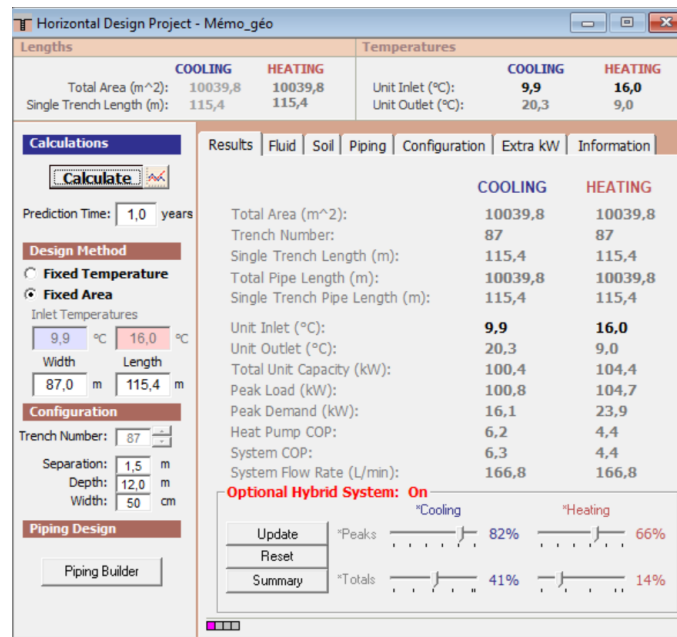 Horizontal Design Project - Mémo_géo
Lengths
COOLING HEATING
Total Area (m^2): 10039,8 10039,8
Single Trench Length (m): 115,4 115,4
Temperatures
COOLING HEATING
Unit Inlet (ºC): 9,9 16,0
Unit Outlet (ºC): 20,3 9,0
Calculations
Calculate
Prediction Time: 1,0 years
Design Method
Fixed Temperature
Fixed Area
Inlet Temperatures
9,9 ºC 16,0 ºC
Width Length
87,0 m 115,4 m
Configuration
Trench Number: 87
Separation: 1,5 m
Depth: 12,0 m
Width: 50 cm
Piping Design
Piping Builder
Results Fluid Soil Piping Configuration Extra kW Information
COOLING HEATING
Total Area (m^2): 10039,8 10039,8
Trench Number: 87 87
Single Trench Length (m): 115,4 115,4
Total Pipe Length (m): 10039,8 10039,8
Single Trench Pipe Length (m): 115,4 115,4
Unit Inlet (ºC): 9,9 16,0
Unit Outlet (ºC): 20,3 9,0
Total Unit Capacity (kW): 100,4 104,4
Peak Load (kW): 100,8 104,7
Peak Demand (kW): 16,1 23,9
Heat Pump COP: 6,2 4,4
System COP: 6,3 4,4
System Flow Rate (L/min): 166,8 166,8
Optional Hybrid System: On
"Cooling "Heating
Update "Peaks 82% 66%
Reset
Summary "Totals 41% 14%